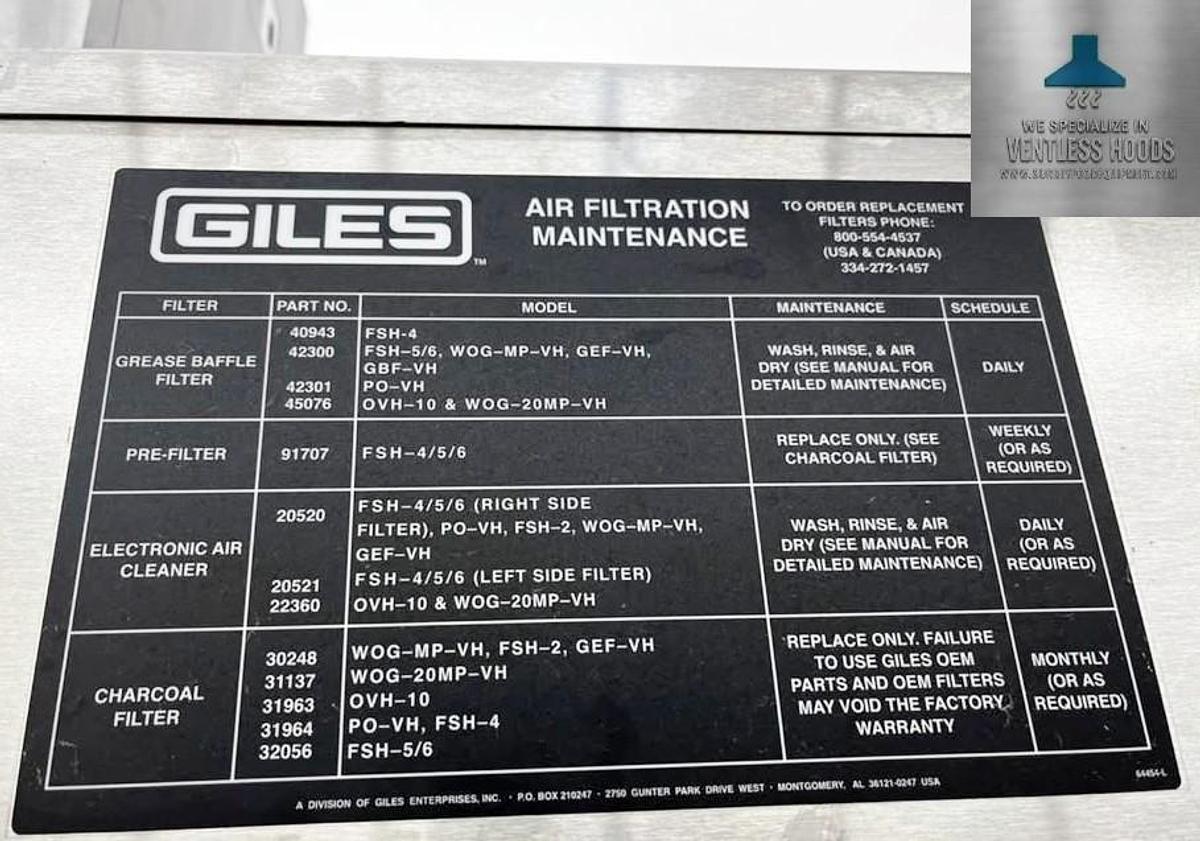 WE SPECIALIZE IN
VENTLESS HOODS
GILES™
AIR FILTRATION
MAINTENANCE
TO ORDER REPLACEMENT
FILTERS PHONE:
800-554-4537
(USA & CANADA)
334-272-1457
FILTER PART NO. MODEL MAINTENANCE SCHEDULE
GREASE BAFFLE
FILTER
40943 FSH-4
42300 FSH-5/6, WOG-MP-VH, GEF-VH,
GBF-VH
42301 PO-VH
45076 OVH-10 & WOG-20MP-VH
WASH, RINSE, & AIR
DRY (SEE MANUAL FOR
DETAILED MAINTENANCE)
DAILY
PRE-FILTER
91707 FSH-4/5/6
REPLACE ONLY. (SEE
CHARCOAL FILTER)
WEEKLY
(OR AS
REQUIRED)
ELECTRONIC AIR
CLEANER
20520 FSH-4/5/6 (RIGHT SIDE
FILTER), PO-VH, FSH-2, WOG-MP-VH,
GEF-VH
20521 FSH-4/5/6 (LEFT SIDE FILTER)
22360 OVH-10 & WOG-20MP-VH
WASH, RINSE, & AIR
DRY (SEE MANUAL FOR
DETAILED MAINTENANCE)
DAILY
(OR AS
REQUIRED)
CHARCOAL
FILTER
30248 WOG-MP-VH, FSH-2, GEF-VH
31137 WOG-20MP-VH
31963 OVH-10
31964 PO-VH, FSH-4
32056 FSH-5/6
REPLACE ONLY. FAILURE
TO USE GILES OEM
PARTS AND OEM FILTERS
MAY VOID THE FACTORY
WARRANTY
MONTHLY
(OR AS
REQUIRED)
A DIVISION OF GILES ENTERPRISES, INC. · P.O. BOX 210247 · 2750 GUNTER PARK DRIVE WEST · MONTGOMERY, AL 36121-0247 USA
64454-L